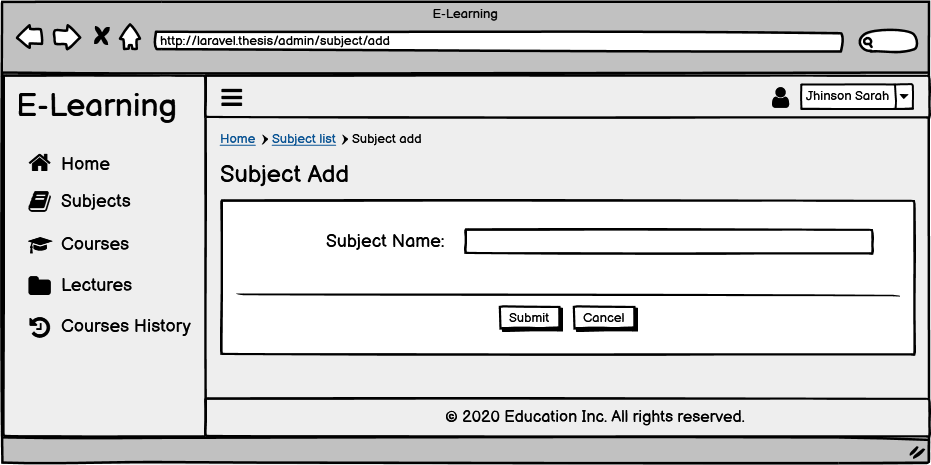 E-Learning
http://laravel.thesis/admin/subject/add
E-Learning
Jhinson Sarah
Home
Subjects
Courses
Lectures
Courses History
Home Subject list Subject add
Subject Add
Subject Name:
Submit Cancel
© 2020 Education Inc. All rights reserved.